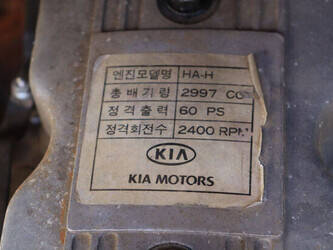 엔진모델명 HA-H
총배기량 2997 CC
정격출력 60 PS
정격회전수 2400 RPM
KIA
KIA MOTORS